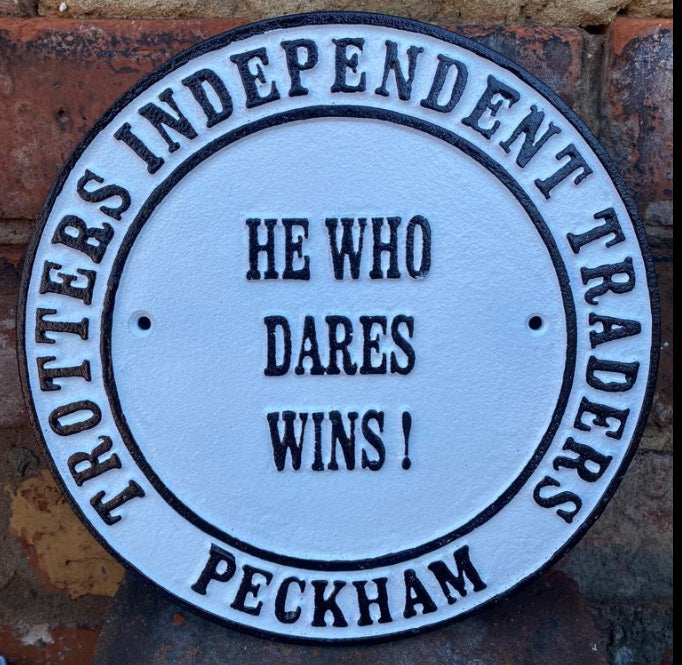 TROTTERS INDEPENDENT TRADERS
HE WHO
DARES
WINS !
PECKHAM